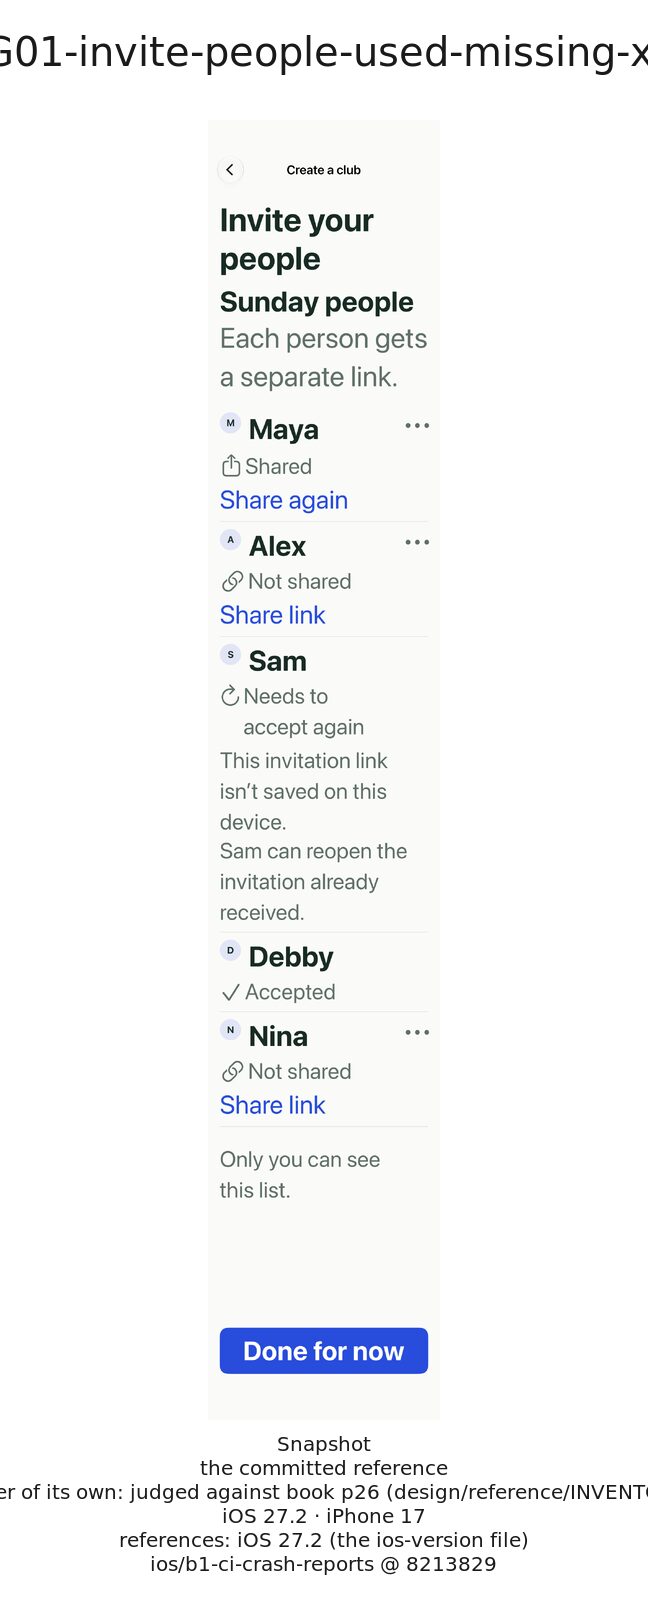 G01-invite-people-used-missing-x
Create a club
Invite your
people
Sunday people
Each person gets
a separate link.
M Maya
Shared
Share again
A Alex
Not shared
Share link
S Sam
Needs to
accept again
This invitation link
isn’t saved on this
device.
Sam can reopen the
invitation already
received.
D Debby
Accepted
N Nina
Not shared
Share link
Only you can see
this list.
Done for now
Snapshot
the committed reference
er of its own: judged against book p26 (design/reference/INVENTO
iOS 27.2 · iPhone 17
references: iOS 27.2 (the ios-version file)
ios/b1-ci-crash-reports @ 8213829